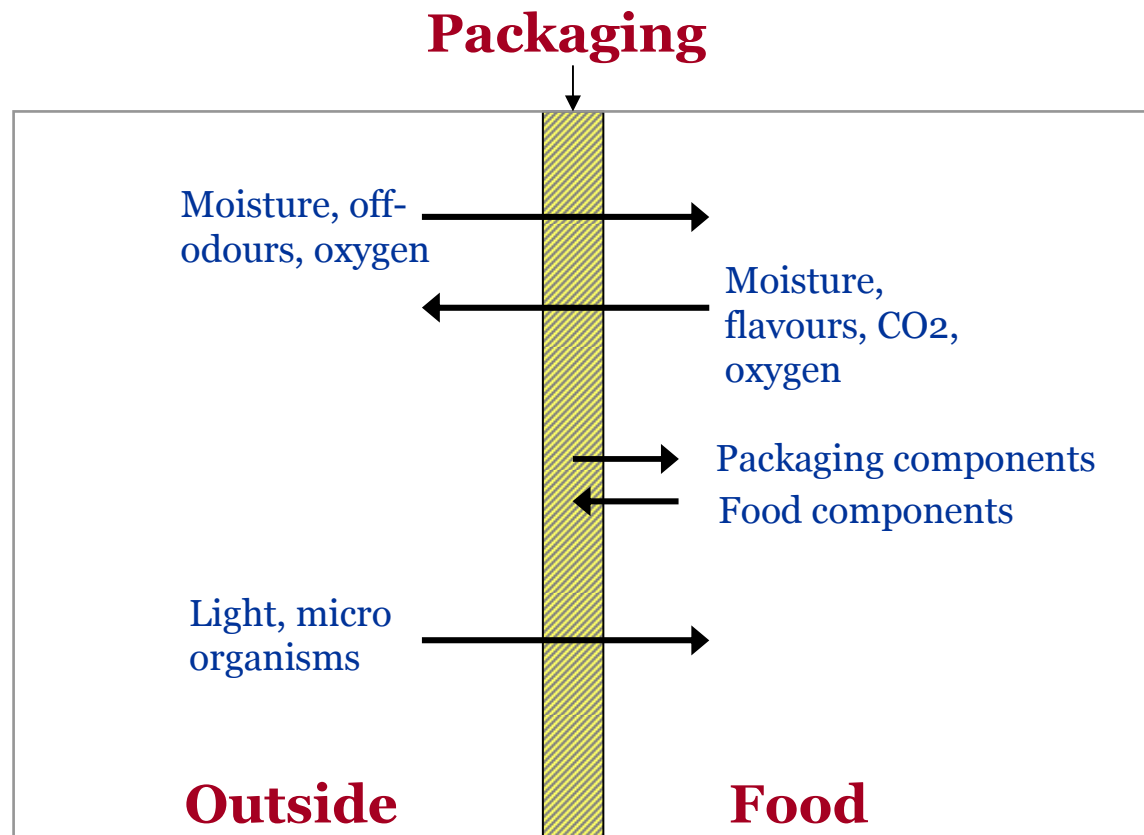 Packaging
Moisture, off-
odours, oxygen
Moisture,
flavours, CO2,
oxygen
Packaging components
Food components
Light, micro
organisms
Outside
Food